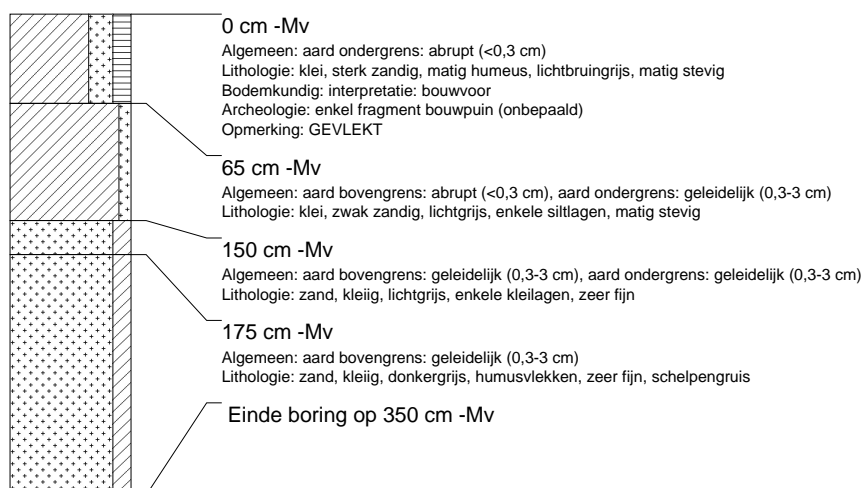 0 cm -Mv
Algemeen: aard ondergrens: abrupt (<0,3 cm)
Lithologie: klei, sterk zandig, matig humeus, lichtbruingrijs, matig stevig
Bodemkundig: interpretatie: bouwvoor
Archeologie: enkel fragment bouwpuin (onbepaald)
Opmerking: GEVLEKT
65 cm -Mv
Algemeen: aard bovengrens: abrupt (<0,3 cm), aard ondergrens: geleidelijk (0,3-3 cm)
Lithologie: klei, zwak zandig, lichtgrijs, enkele siltlagen, matig stevig
150 cm -Mv
Algemeen: aard bovengrens: geleidelijk (0,3-3 cm), aard ondergrens: geleidelijk (0,3-3 cm)
Lithologie: zand, kleiig, lichtgrijs, enkele kleilagen, zeer fijn
175 cm -Mv
Algemeen: aard bovengrens: geleidelijk (0,3-3 cm)
Lithologie: zand, kleiig, donkergrijs, humusvlekken, zeer fijn, schelpengruis
Einde boring op 350 cm -Mv